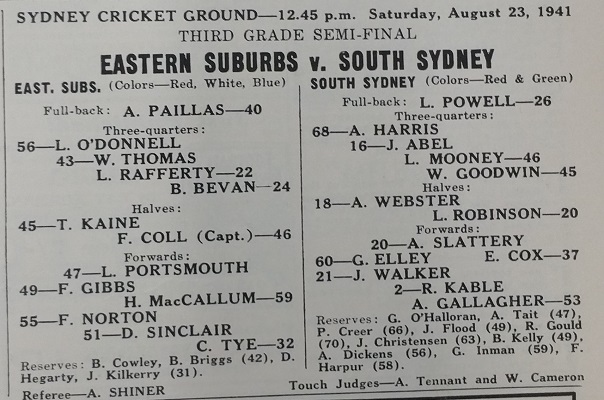 SYDNEY CRICKET GROUND—12.45 p.m. Saturday, August 23, 1941
THIRD GRADE SEMI-FINAL
EASTERN SUBURBS v. SOUTH SYDNEY
EAST. SUBS. (Colors—Red, White, Blue)
Full-back: A. PAILLAS—40
Three-quarters:
56—L. O'DONNELL
43—W. THOMAS
L. RAFFERTY—22
B. BEVAN—24
Halves:
45—T. KAINE
F. COLL (Capt.)—46
Forwards:
47—L. PORTSMOUTH
49—F. GIBBS
H. MacCALLUM—59
55—F. NORTON
51—D. SINCLAIR
C. TYE—32
Reserves: B. Cowley, B. Briggs (42), D.
Hegarty, J. Kilkerry (31).
Referee—A. SHINER
SOUTH SYDNEY (Colors—Red & Green)
Full-back: L. POWELL—26
Three-quarters:
68—A. HARRIS
16—J. ABEL
L. MOONEY—46
W. GOODWIN—45
Halves:
18—A. WEBSTER
L. ROBINSON—20
Forwards:
20—A. SLATTERY
60—G. ELLEY E. COX—37
21—J. WALKER
2—R. KABLE
A. GALLAGHER—53
Reserves: G. O'Halloran, A. Tait (47),
P. Creer (66), J. Flood (49), R. Gould
(70), J. Christensen (63), B. Kelly (49),
A. Dickens (56), G. Inman (59), F.
Harpur (58).
Touch Judges—A. Tennant and W. Cameron